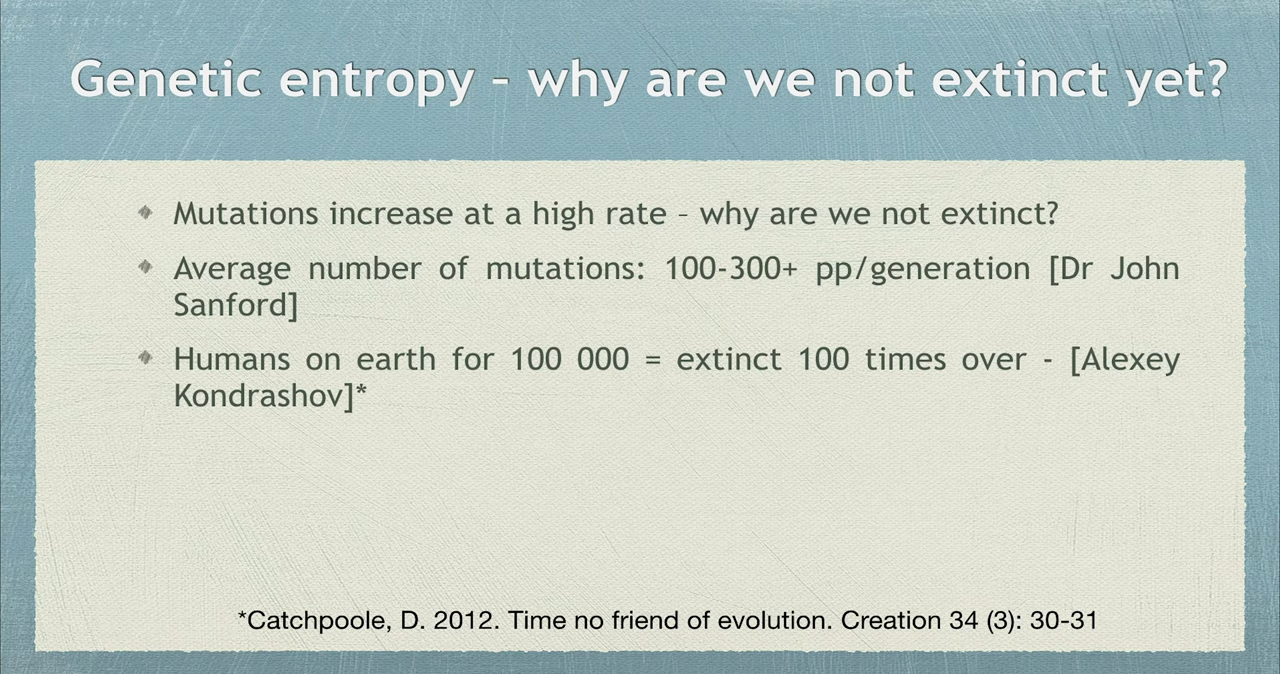 Genetic entropy – why are we not extinct yet?
Mutations increase at a high rate – why are we not extinct?
Average number of mutations: 100-300+ pp/generation [Dr John
Sanford]
Humans on earth for 100 000 = extinct 100 times over - [Alexey
Kondrashov]*
*Catchpoole, D. 2012. Time no friend of evolution. Creation 34 (3): 30-31